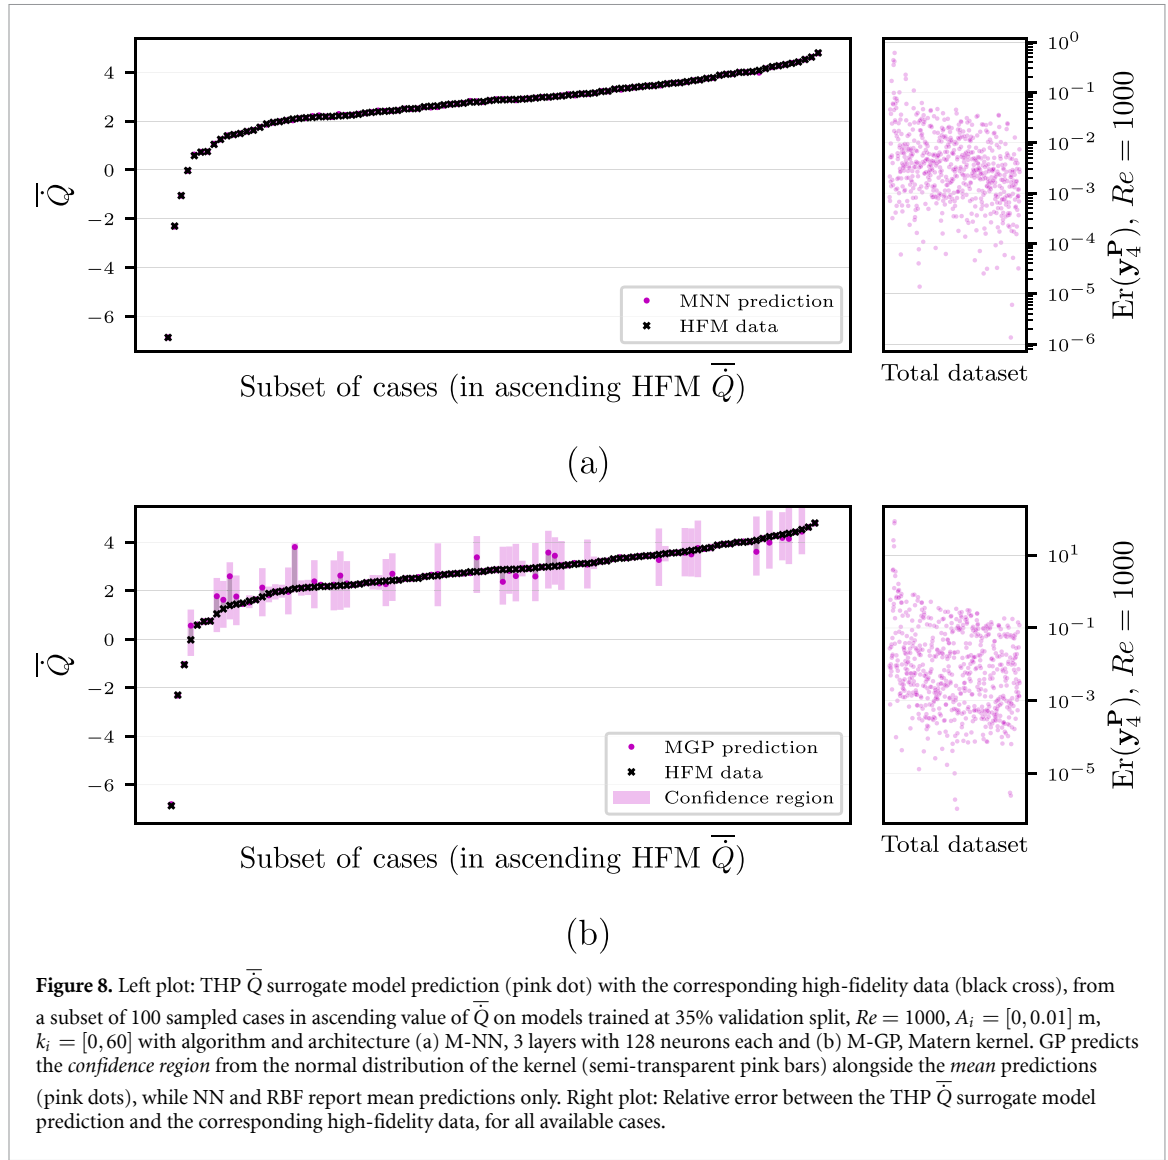 4
2
0
−2
−4
−6
Q̇̅
MNN prediction
HFM data
Subset of cases (in ascending HFM Q̇̅)
10⁰
10⁻¹
10⁻²
10⁻³
10⁻⁴
10⁻⁵
10⁻⁶
Er(y₄ᴾ), Re = 1000
Total dataset
(a)
4
2
0
−2
−4
−6
Q̇̅
MGP prediction
HFM data
Confidence region
Subset of cases (in ascending HFM Q̇̅)
10¹
10⁻¹
10⁻³
10⁻⁵
Er(y₄ᴾ), Re = 1000
Total dataset
(b)
Figure 8. Left plot: THP Q̇̅ surrogate model prediction (pink dot) with the corresponding high-fidelity data (black cross), from
a subset of 100 sampled cases in ascending value of Q̇̅ on models trained at 35% validation split, Re = 1000, Aᵢ = [0, 0.01] m,
kᵢ = [0, 60] with algorithm and architecture (a) M-NN, 3 layers with 128 neurons each and (b) M-GP, Matern kernel. GP predicts
the confidence region from the normal distribution of the kernel (semi-transparent pink bars) alongside the mean predictions
(pink dots), while NN and RBF report mean predictions only. Right plot: Relative error between the THP Q̇̅ surrogate model
prediction and the corresponding high-fidelity data, for all available cases.